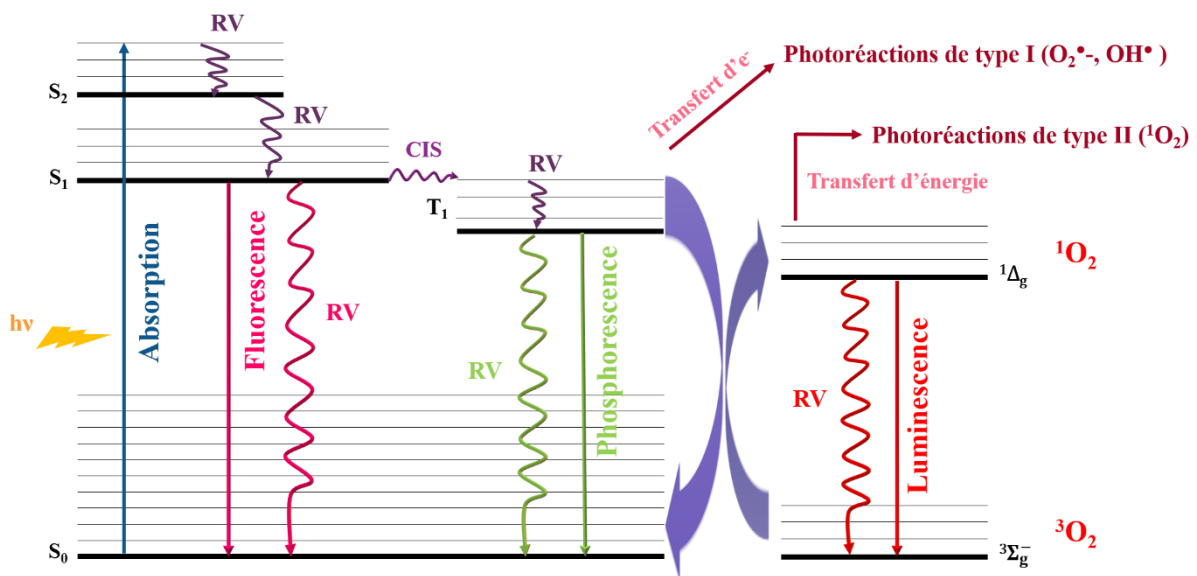 RV
S₂
RV
S₁
CIS
RV
T₁
hν
Absorption
Fluorescence
RV
RV
Phosphorescence
S₀
Transfert d'e⁻
Photoréactions de type I (O₂•-, OH•)
Photoréactions de type II (¹O₂)
Transfert d'énergie
¹O₂
¹Δg
RV
Luminescence
³O₂
³Σg⁻